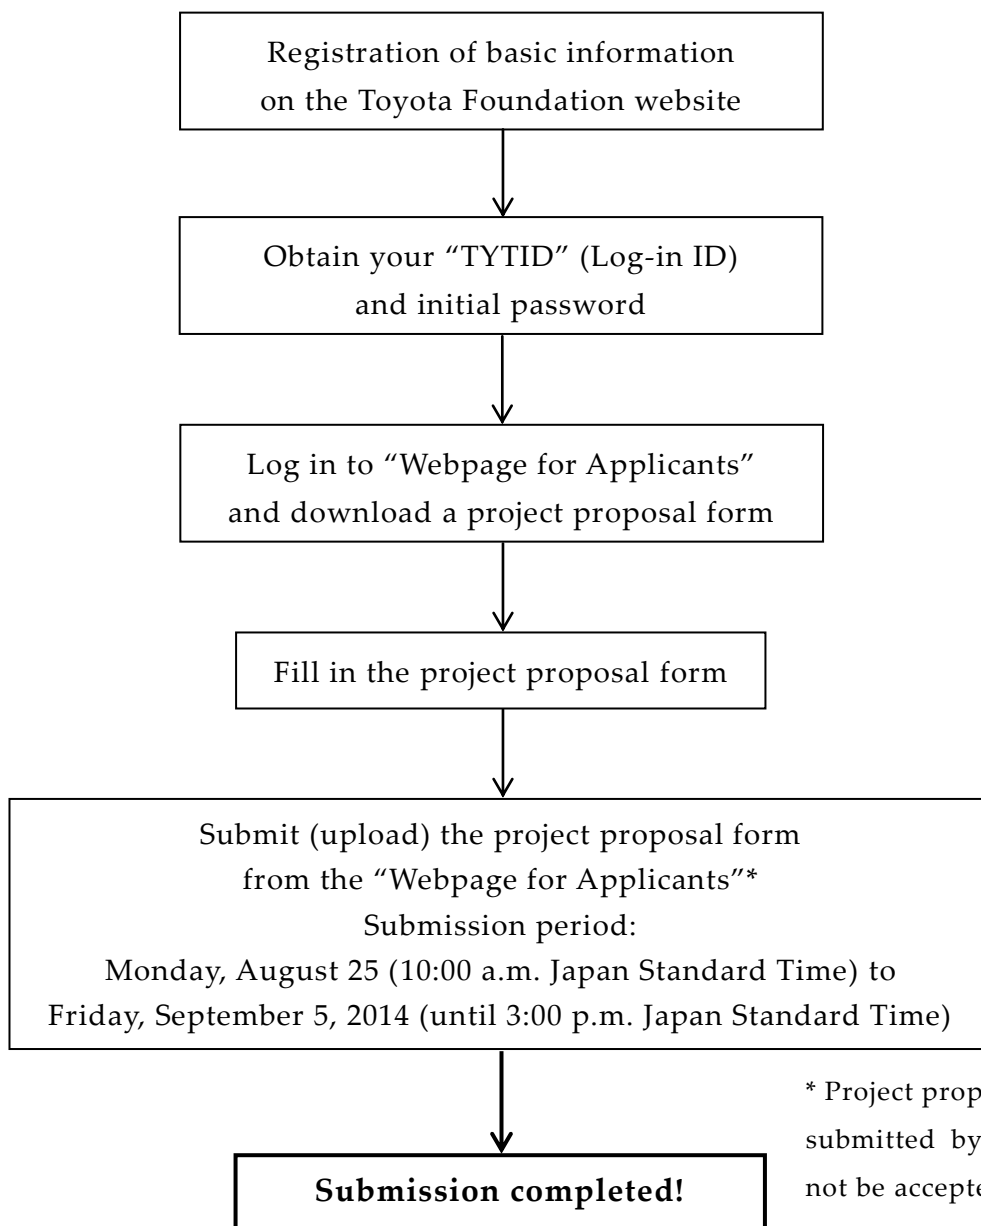 Registration of basic information
on the Toyota Foundation website
Obtain your “TYTID” (Log-in ID)
and initial password
Log in to “Webpage for Applicants”
and download a project proposal form
Fill in the project proposal form
Submit (upload) the project proposal form
from the “Webpage for Applicants”*
Submission period:
Monday, August 25 (10:00 a.m. Japan Standard Time) to
Friday, September 5, 2014 (until 3:00 p.m. Japan Standard Time)
* Project prop
submitted by
not be accepte
Submission completed!